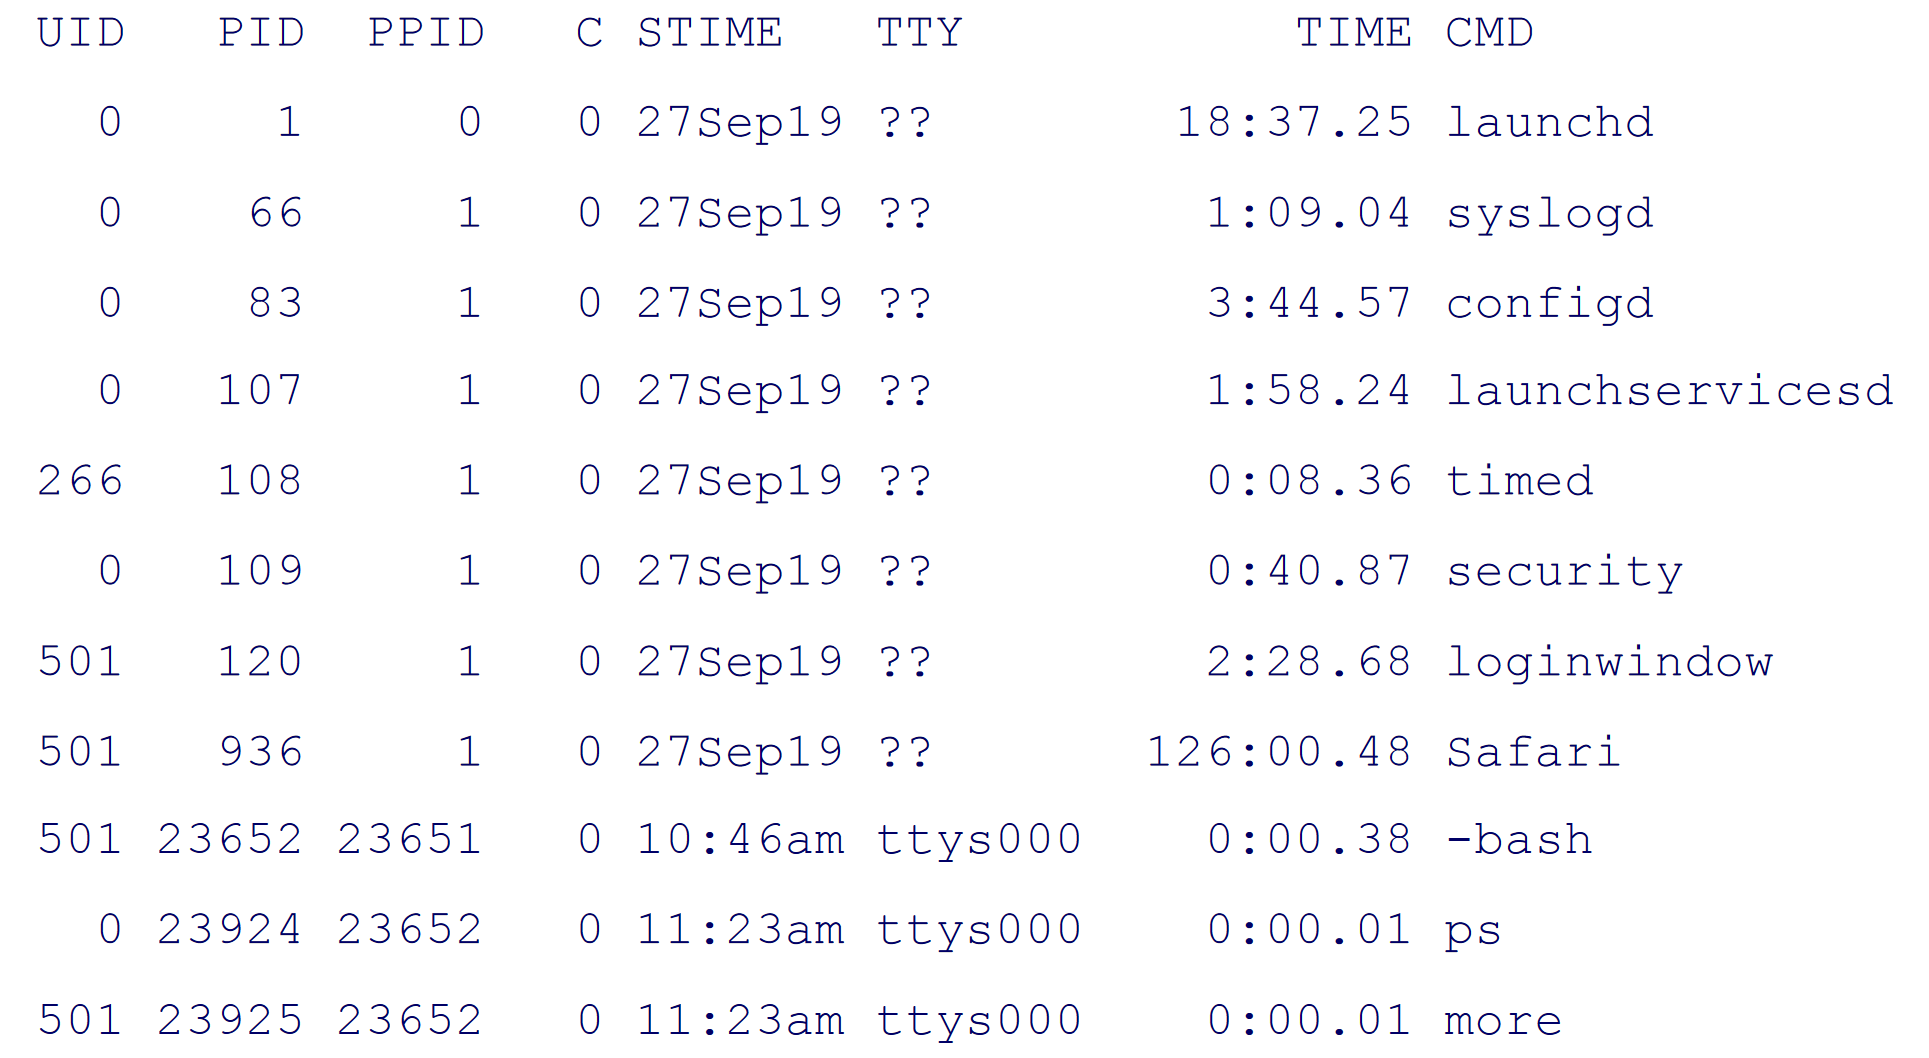 UID PID PPID C STIME TTY TIME CMD
0 1 0 0 27Sep19 ?? 18:37.25 launchd
0 66 1 0 27Sep19 ?? 1:09.04 syslogd
0 83 1 0 27Sep19 ?? 3:44.57 configd
0 107 1 0 27Sep19 ?? 1:58.24 launchservicesd
266 108 1 0 27Sep19 ?? 0:08.36 timed
0 109 1 0 27Sep19 ?? 0:40.87 security
501 120 1 0 27Sep19 ?? 2:28.68 loginwindow
501 936 1 0 27Sep19 ?? 126:00.48 Safari
501 23652 23651 0 10:46am ttys000 0:00.38 -bash
0 23924 23652 0 11:23am ttys000 0:00.01 ps
501 23925 23652 0 11:23am ttys000 0:00.01 more